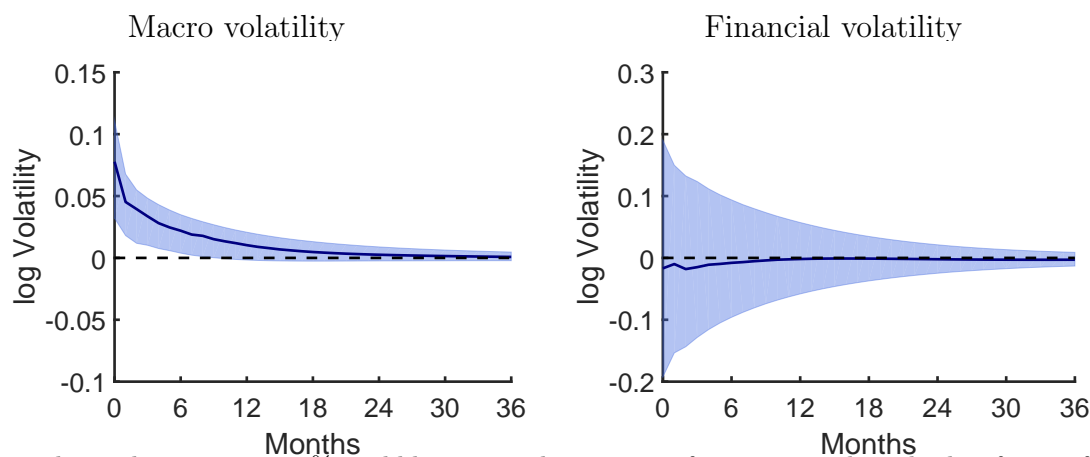 Macro volatility
0.15
0.1
0.05
0
-0.05
-0.1
log Volatility
0 6 12 18 24 30 36
Months
Financial volatility
0.3
0.2
0.1
0
-0.1
-0.2
log Volatility
0 6 12 18 24 30 36
Months